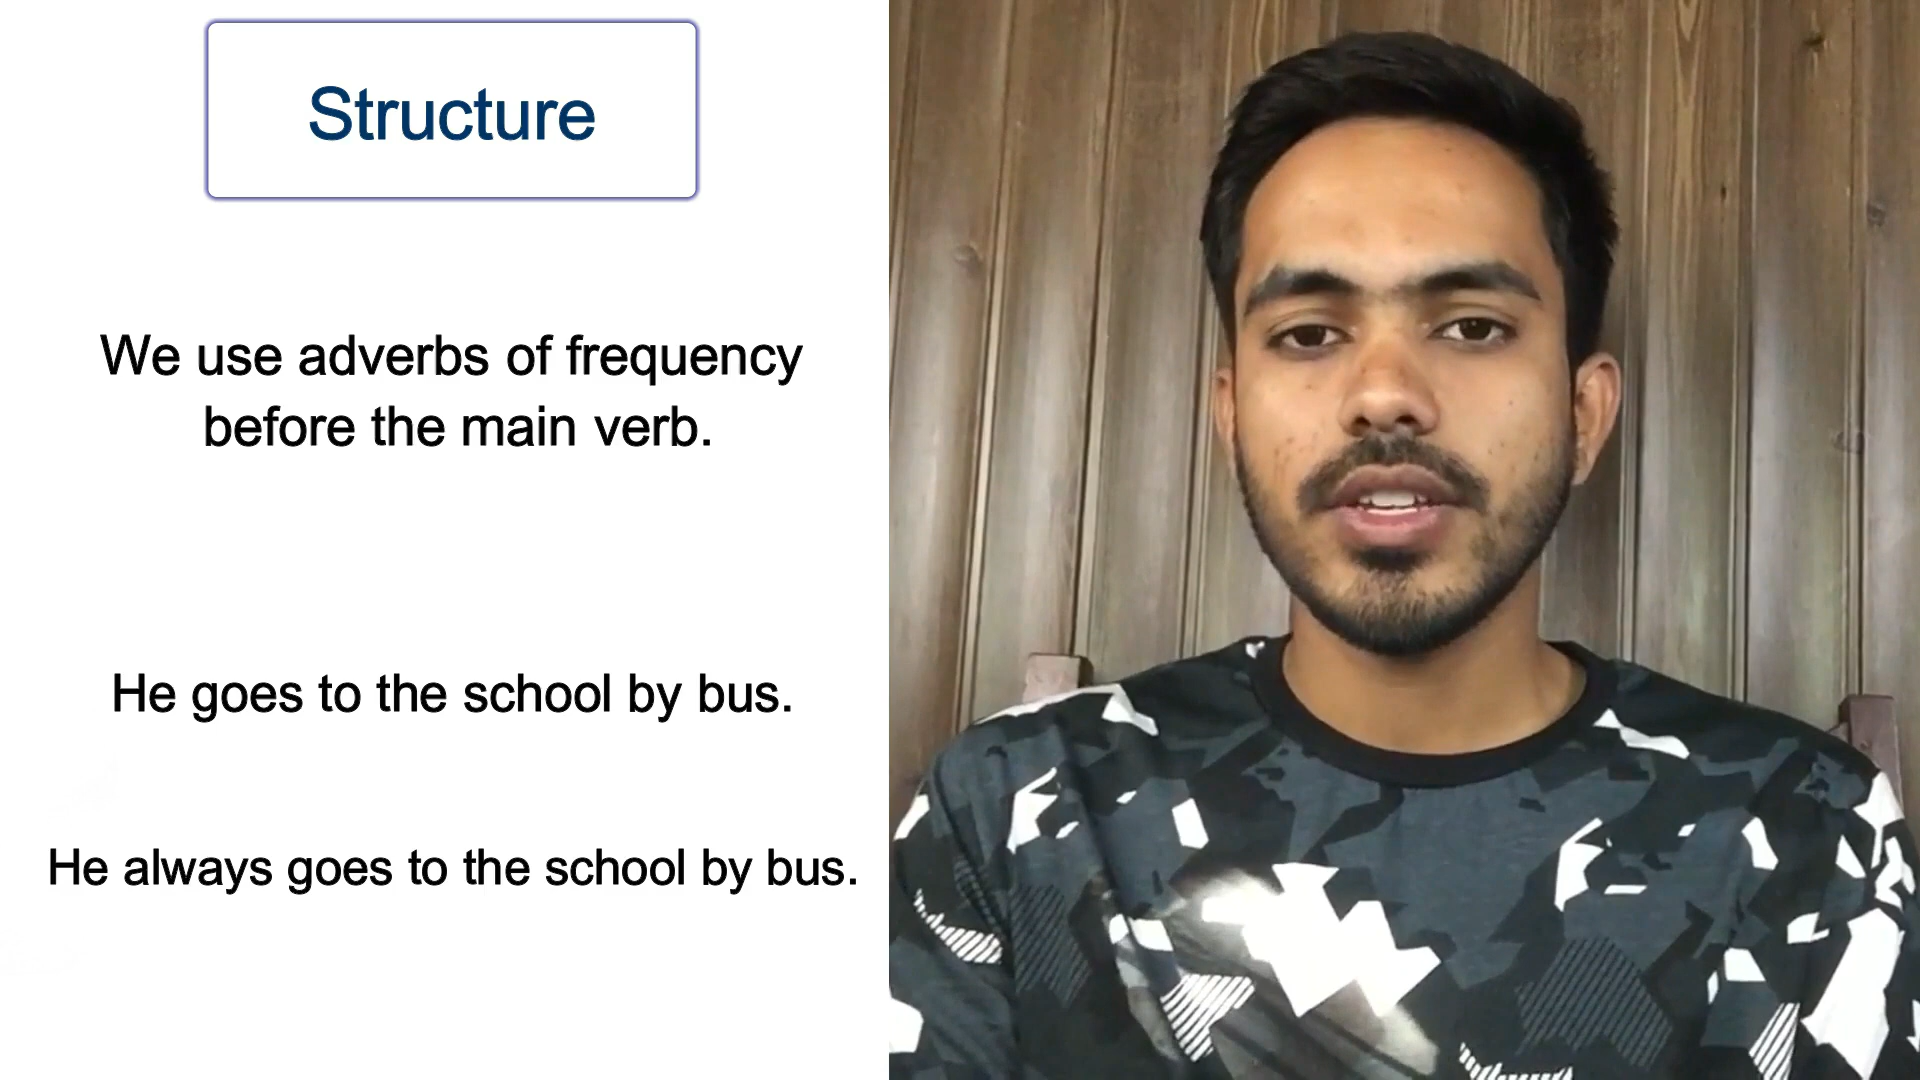 Structure
We use adverbs of frequency
before the main verb.
He goes to the school by bus.
He always goes to the school by bus.